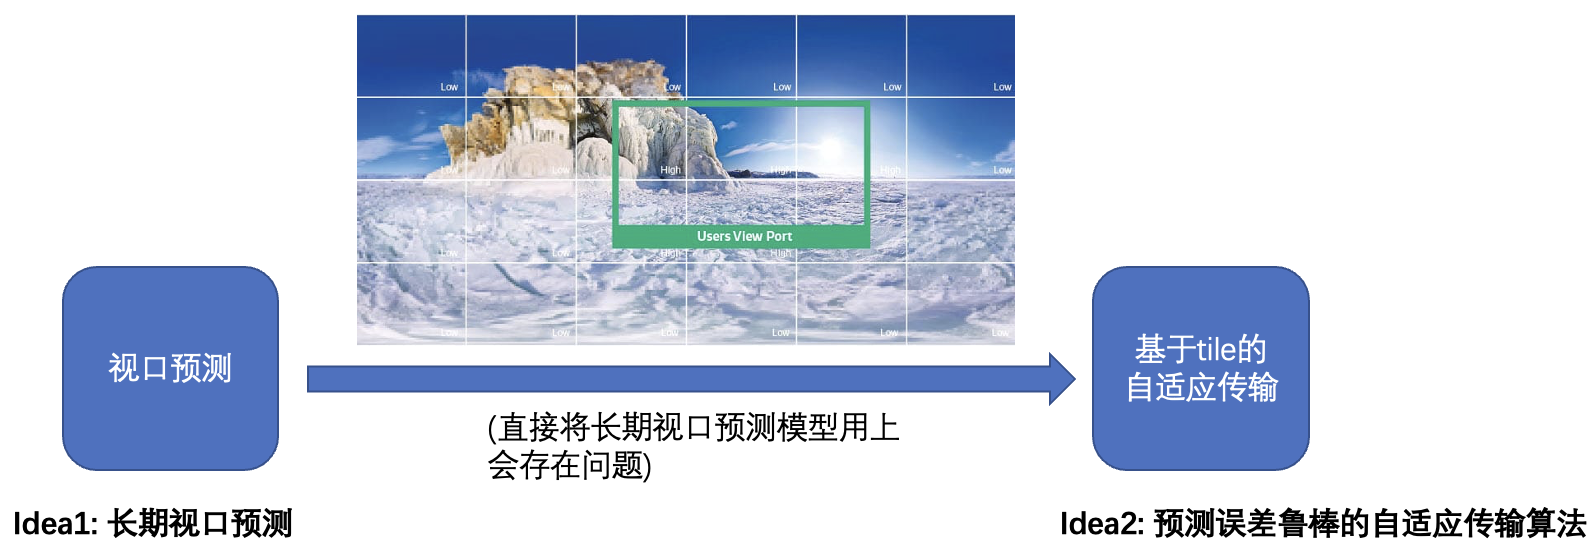 Low Low Low Low Low Low
Low Low High High High Low
Users View Port
Low Low High High
Low Low Low Low Low Low
视口预测
基于tile的
自适应传输
(直接将长期视口预测模型用上
会存在问题)
Idea1: 长期视口预测
Idea2: 预测误差鲁棒的自适应传输算法